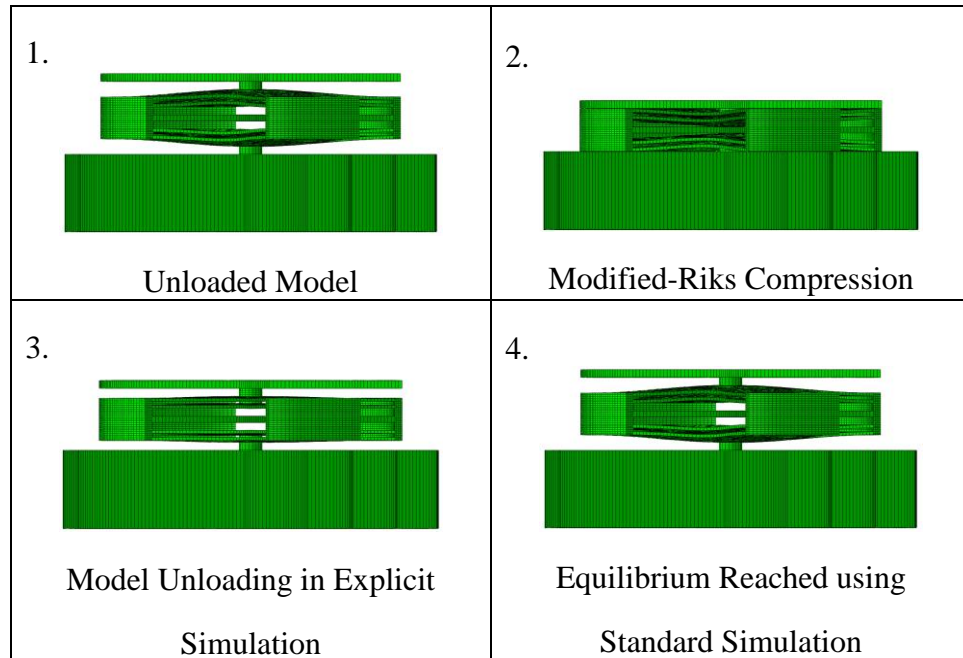 1.
Unloaded Model
2.
Modified-Riks Compression
3.
Model Unloading in Explicit
Simulation
4.
Equilibrium Reached using
Standard Simulation